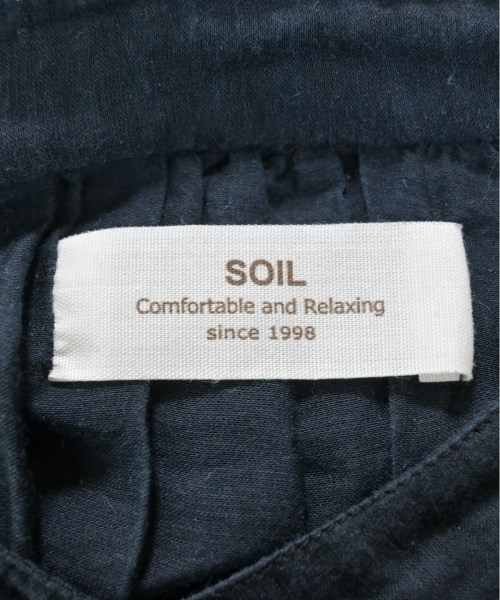 SOIL
Comfortable and Relaxing
since 1998